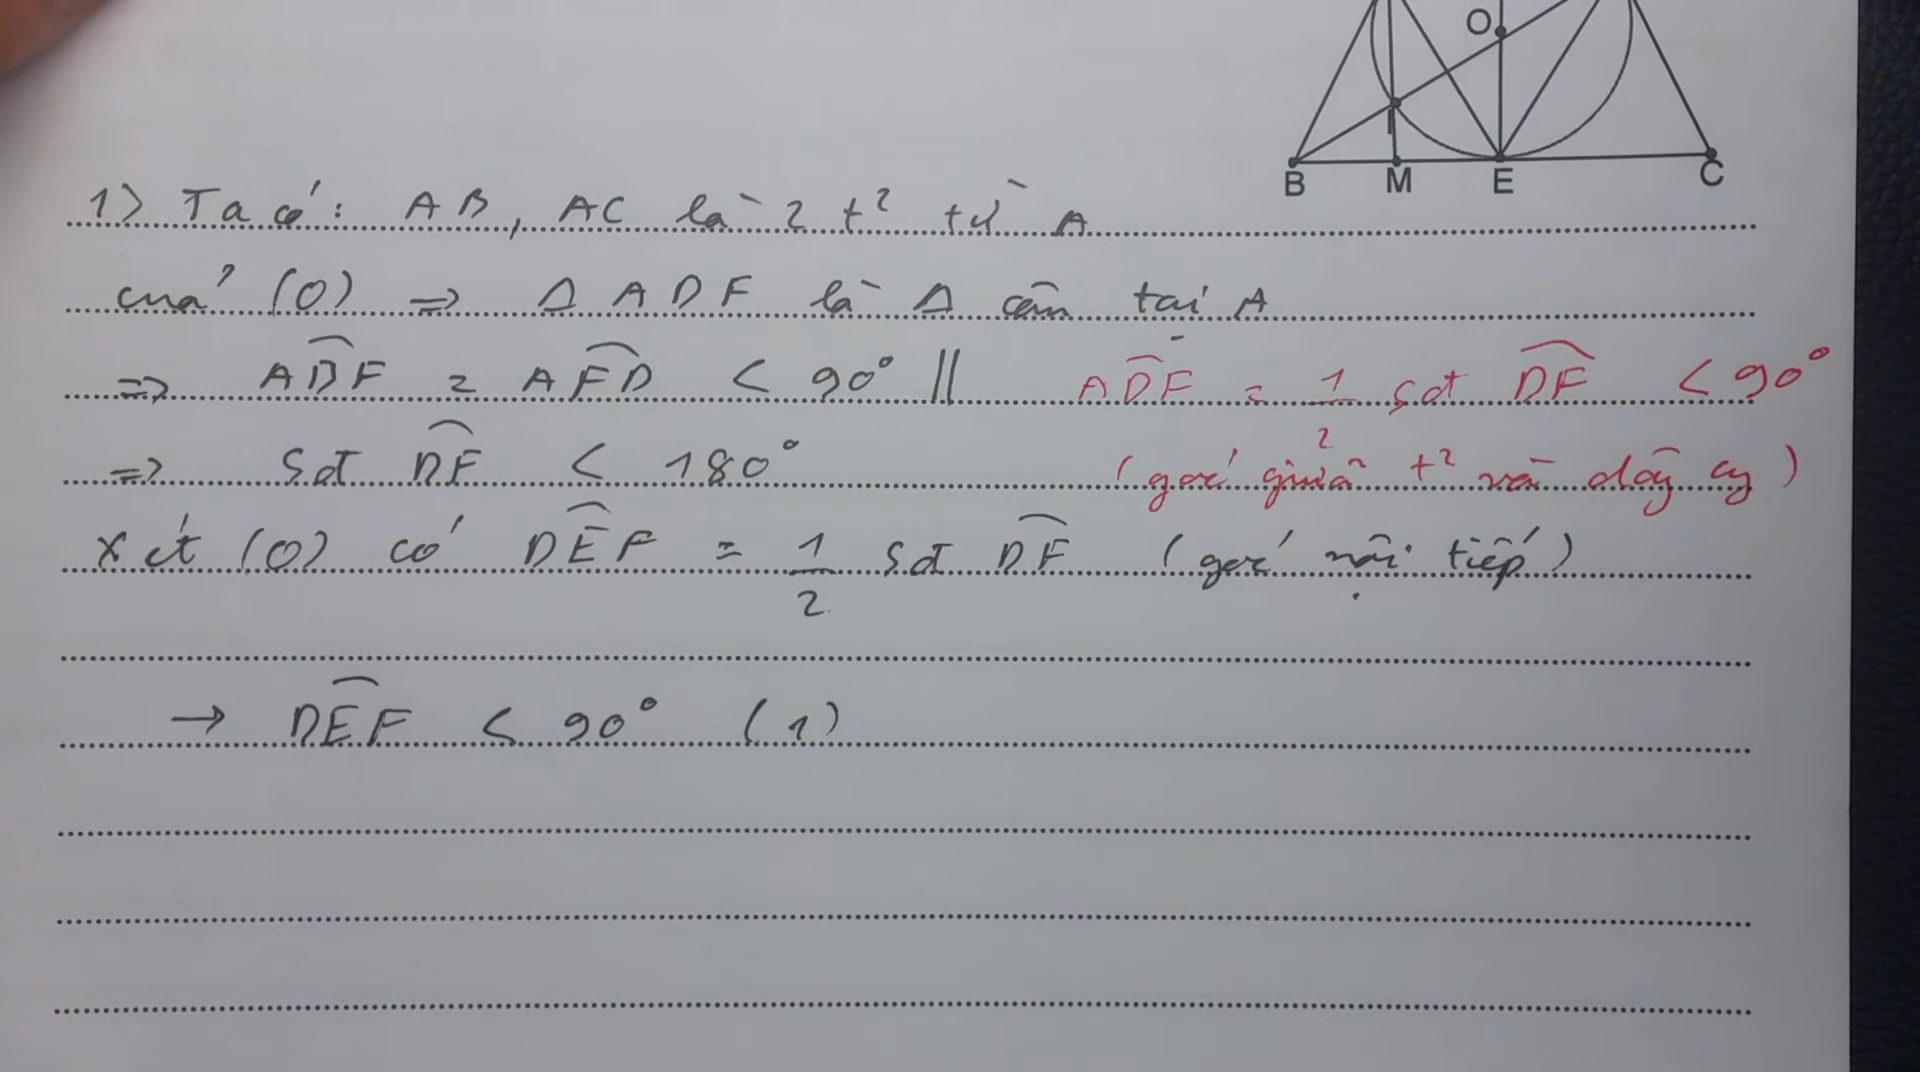 O
I
B M E C
1) Ta có: AB, AC là 2 t² từ A
của (O) => Δ ADF là Δ cân tại A
=> ADF = AFD < 90° || ADF = 1/2 sđ DF < 90°
=> Sđ DF < 180° (góc giữa t² và dây cy)
Xét (O) có DEF = 1/2 Sđ DF (góc nội tiếp)
→ DEF < 90° (1)